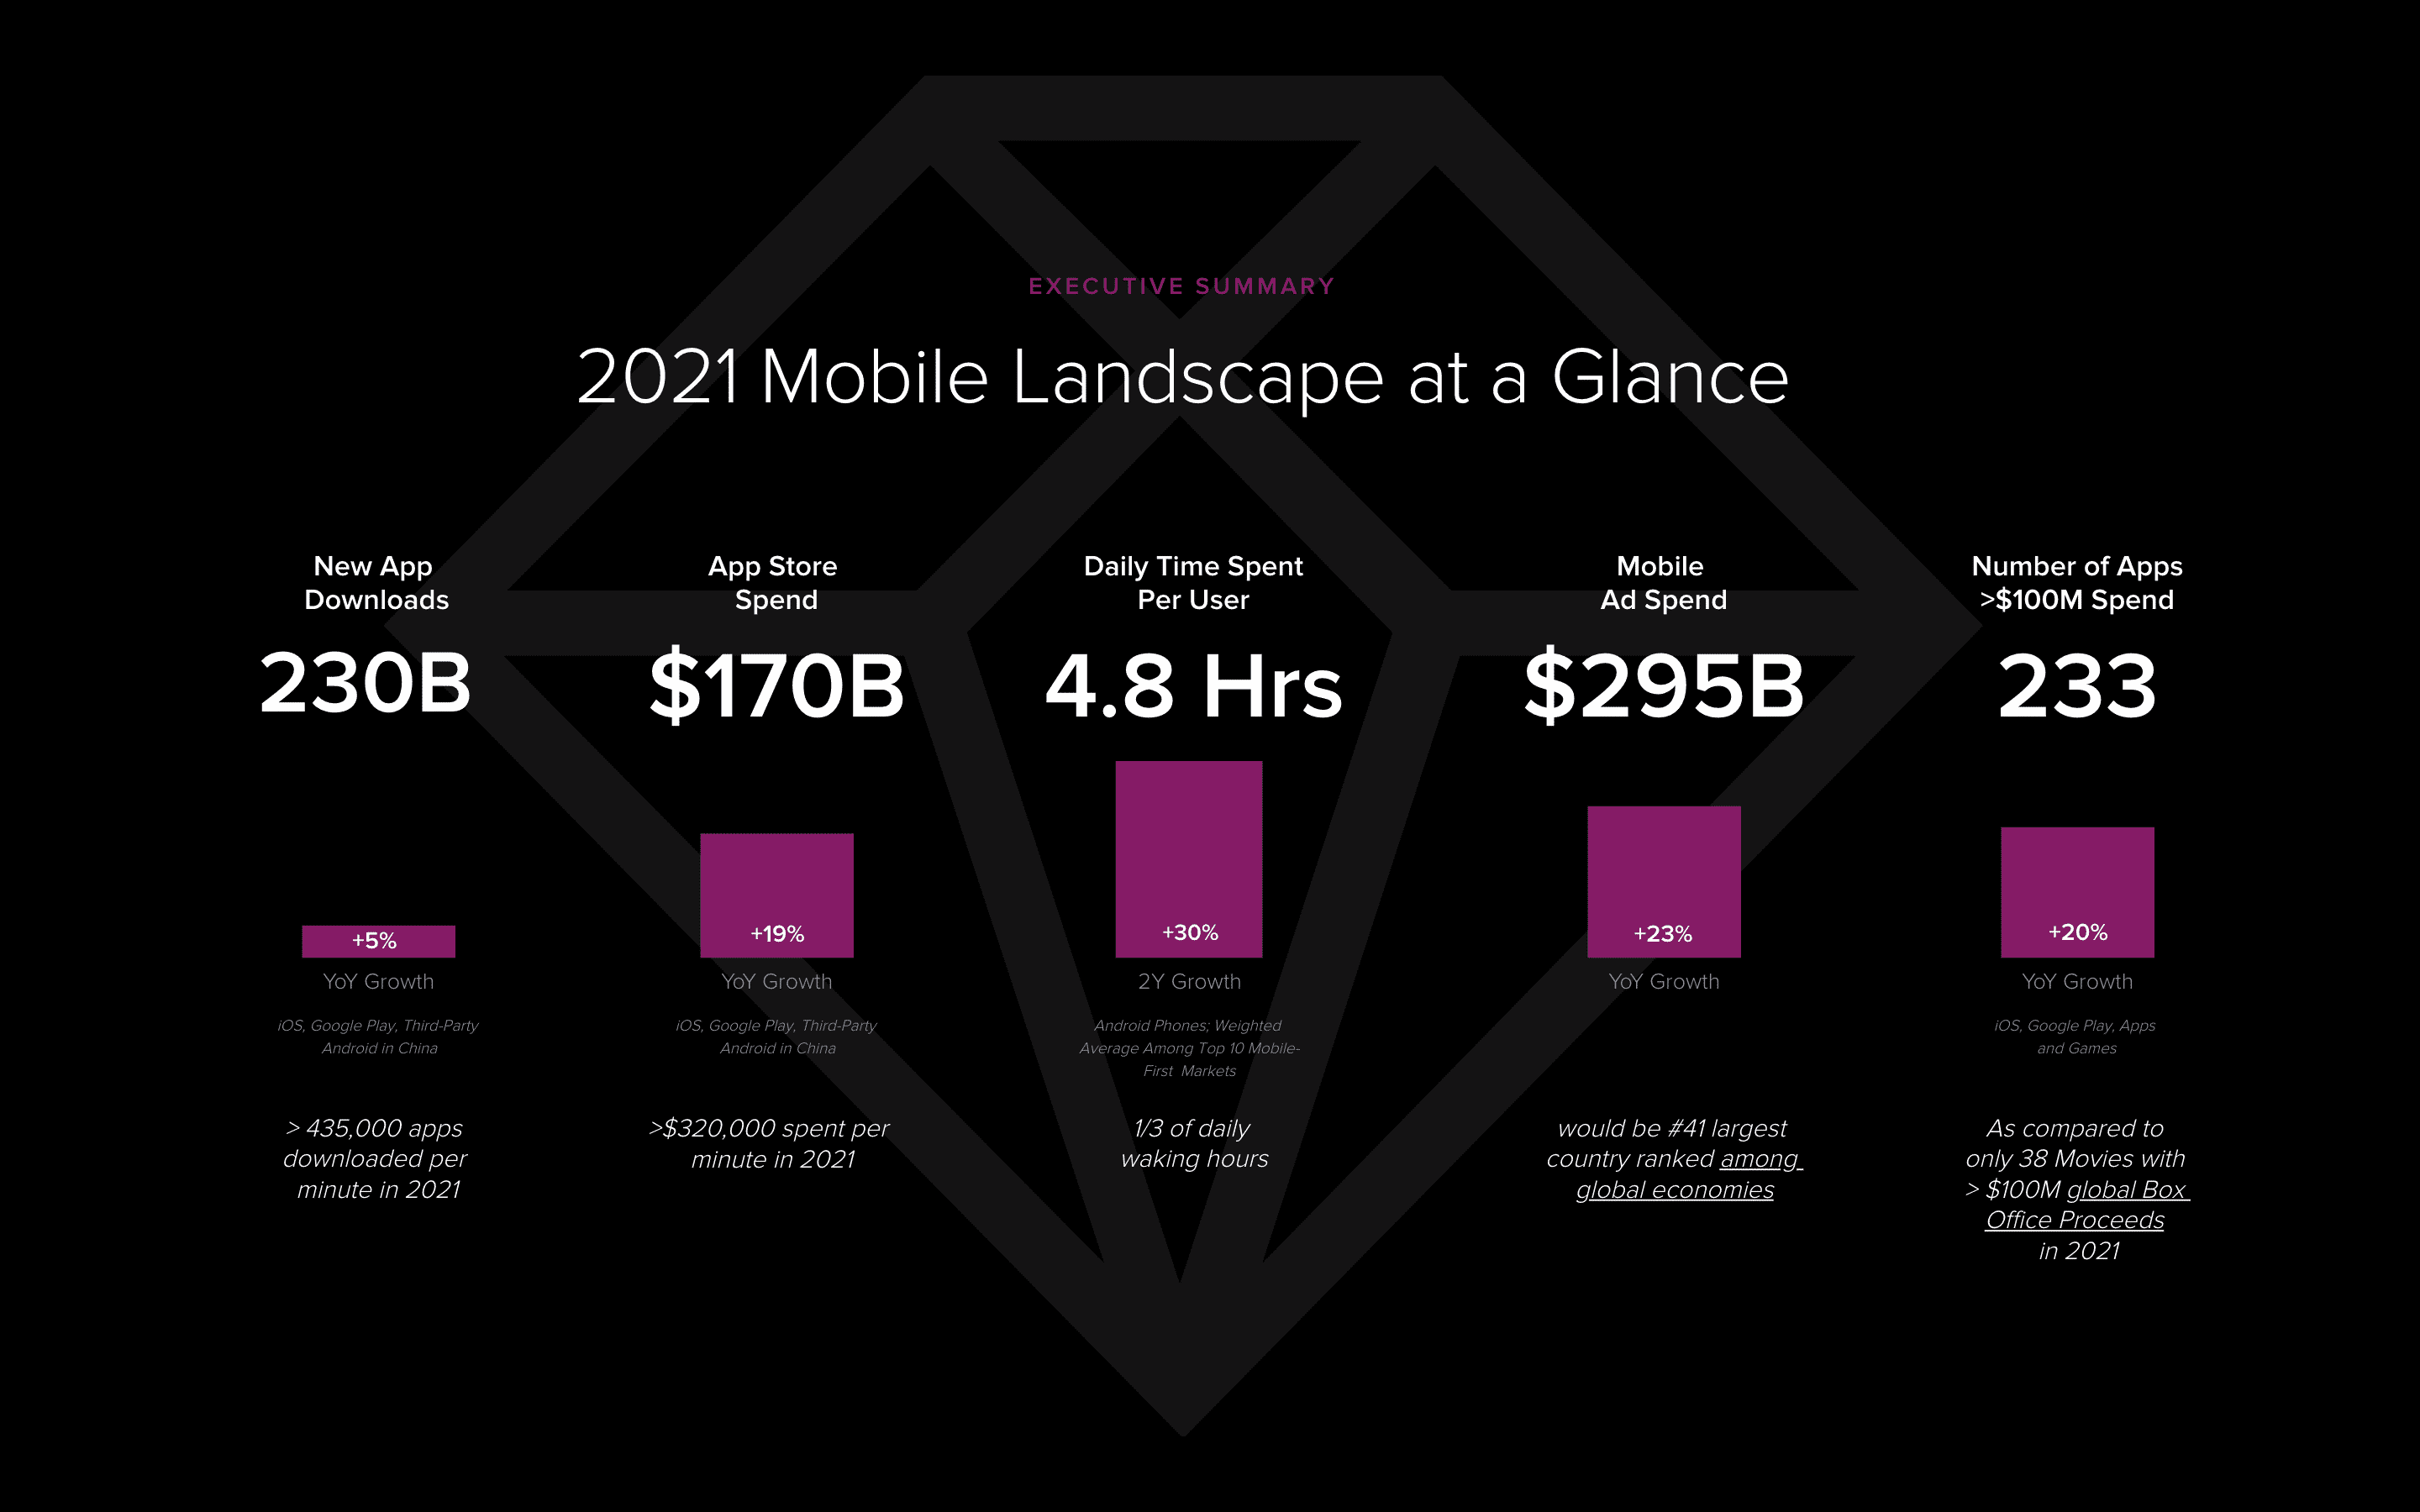 EXECUTIVE SUMMARY
2021 Mobile Landscape at a Glance
New App
Downloads
230B
+5%
YoY Growth
iOS, Google Play, Third-Party
Android in China
> 435,000 apps
downloaded per
minute in 2021
App Store
Spend
$170B
+19%
YoY Growth
iOS, Google Play, Third-Party
Android in China
>$320,000 spent per
minute in 2021
Daily Time Spent
Per User
4.8 Hrs
+30%
2Y Growth
Android Phones; Weighted
Average Among Top 10 Mobile-
First Markets
1/3 of daily
waking hours
Mobile
Ad Spend
$295B
+23%
YoY Growth
would be #41 largest
country ranked among
global economies
Number of Apps
>$100M Spend
233
+20%
YoY Growth
iOS, Google Play, Apps
and Games
As compared to
only 38 Movies with
> $100M global Box
Office Proceeds
in 2021